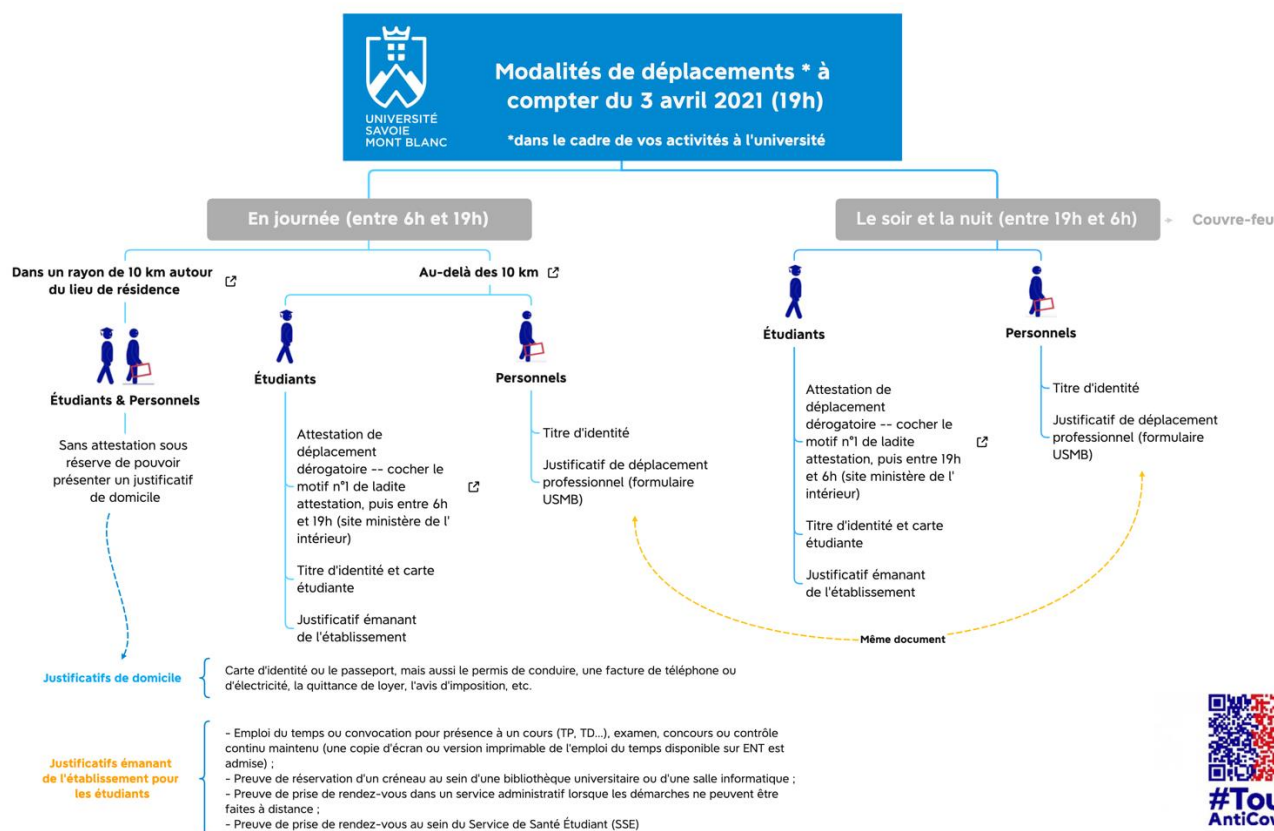 UNIVERSITÉ
SAVOIE
MONT BLANC
Modalités de déplacements * à
compter du 3 avril 2021 (19h)
*dans le cadre de vos activités à l'université
En journée (entre 6h et 19h)
Le soir et la nuit (entre 19h et 6h)
Couvre-feu
Dans un rayon de 10 km autour
du lieu de résidence
Au-delà des 10 km
Étudiants & Personnels
Sans attestation sous
réserve de pouvoir
présenter un justificatif
de domicile
Étudiants
Attestation de
déplacement
dérogatoire -- cocher le
motif n°1 de ladite
attestation, puis entre 6h
et 19h (site ministère de l'
intérieur)
Titre d'identité et carte
étudiante
Justificatif émanant
de l'établissement
Personnels
Titre d'identité
Justificatif de déplacement
professionnel (formulaire
USMB)
Étudiants
Attestation de
déplacement
dérogatoire -- cocher le
motif n°1 de ladite
attestation, puis entre 19h
et 6h (site ministère de l'
intérieur)
Titre d'identité et carte
étudiante
Justificatif émanant
de l'établissement
Personnels
Titre d'identité
Justificatif de déplacement
professionnel (formulaire
USMB)
Même document
Justificatifs de domicile
Carte d'identité ou le passeport, mais aussi le permis de conduire, une facture de téléphone ou
d'électricité, la quittance de loyer, l'avis d'imposition, etc.
Justificatifs émanant
de l'établissement pour
les étudiants
- Emploi du temps ou convocation pour présence à un cours (TP, TD...), examen, concours ou contrôle
continu maintenu (une copie d'écran ou version imprimable de l'emploi du temps disponible sur ENT est
admise) ;
- Preuve de réservation d'un créneau au sein d'une bibliothèque universitaire ou d'une salle informatique ;
- Preuve de prise de rendez-vous dans un service administratif lorsque les démarches ne peuvent être
faites à distance ;
- Preuve de prise de rendez-vous au sein du Service de Santé Étudiant (SSE)
#Tou
AntiCov